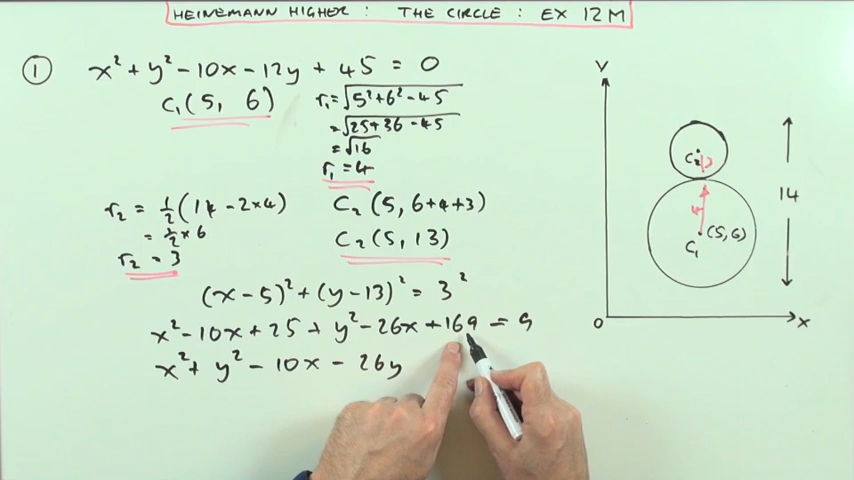 HEINEMANN HIGHER : THE CIRCLE : EX 12M
① x² + y² - 10x - 12y + 45 = 0
C₁(5, 6)
r₁ = √5² + 6² - 45
= √25 + 36 - 45
= √16
r₁ = 4
r₂ = ½(14 - 2×4)
= ½ × 6
r₂ = 3
C₂(5, 6+4+3)
C₂(5, 13)
(x - 5)² + (y - 13)² = 3²
x² - 10x + 25 + y² - 26x + 169 = 9
x² + y² - 10x - 26y
y
C₂ 3
14
4
(5, 6)
C₁
O
x